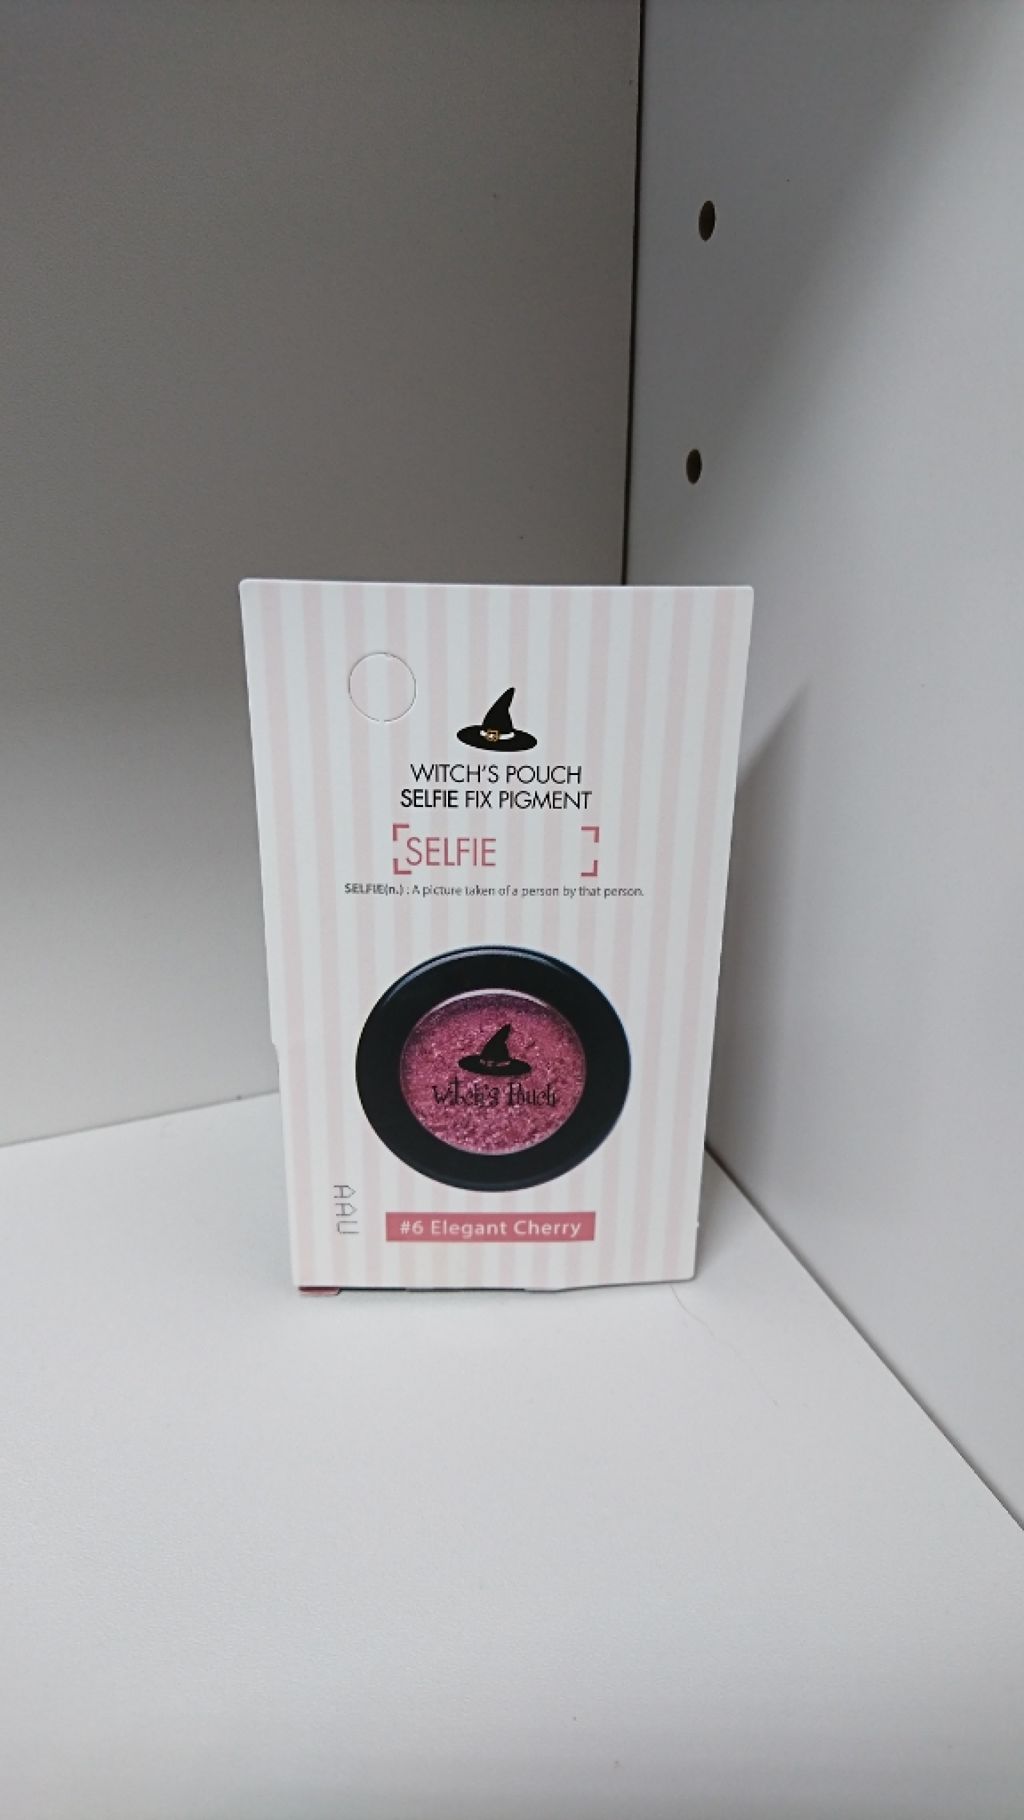 WITCH'S POUCH
SELFIE FIX PIGMENT
SELFIE
SELFIE(n.) : A picture taken of a person by that person.
Witch's Pouch
AAU
#6 Elegant Cherry